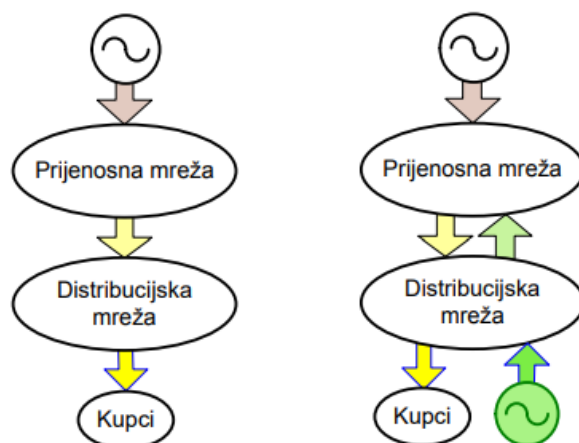 Prijenosna mreža
Distribucijska
mreža
Kupci
Prijenosna mreža
Distribucijska
mreža
Kupci